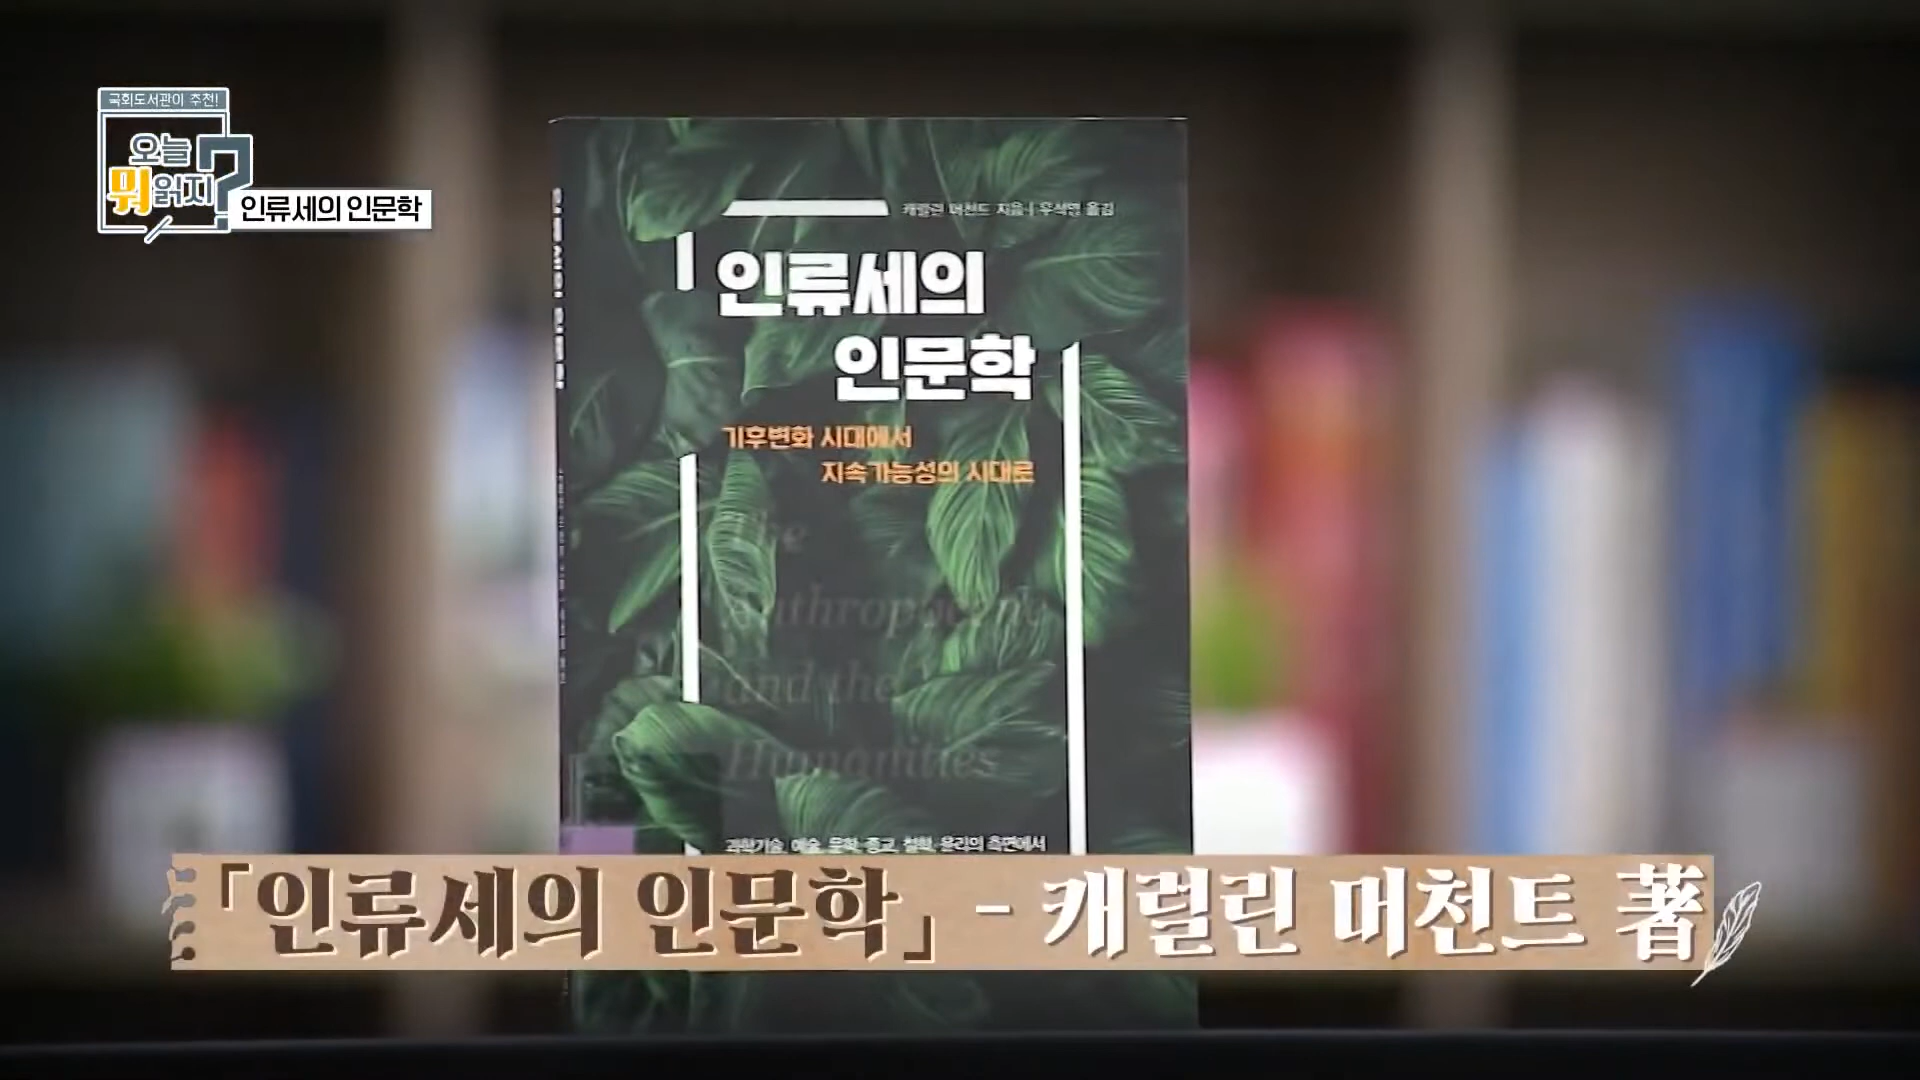 국회도서관이 추천!
오늘
뭐읽지?
인류세의 인문학
캐럴린 머천트 지음 | 우석영 옮김
인류세의
인문학
기후변화 시대에서
지속가능성의 시대로
The
Anthropocene
and the
Humanities
과학기술, 예술, 문학, 종교, 철학, 윤리의 측면에서
「인류세의 인문학」 - 캐럴린 머천트 著